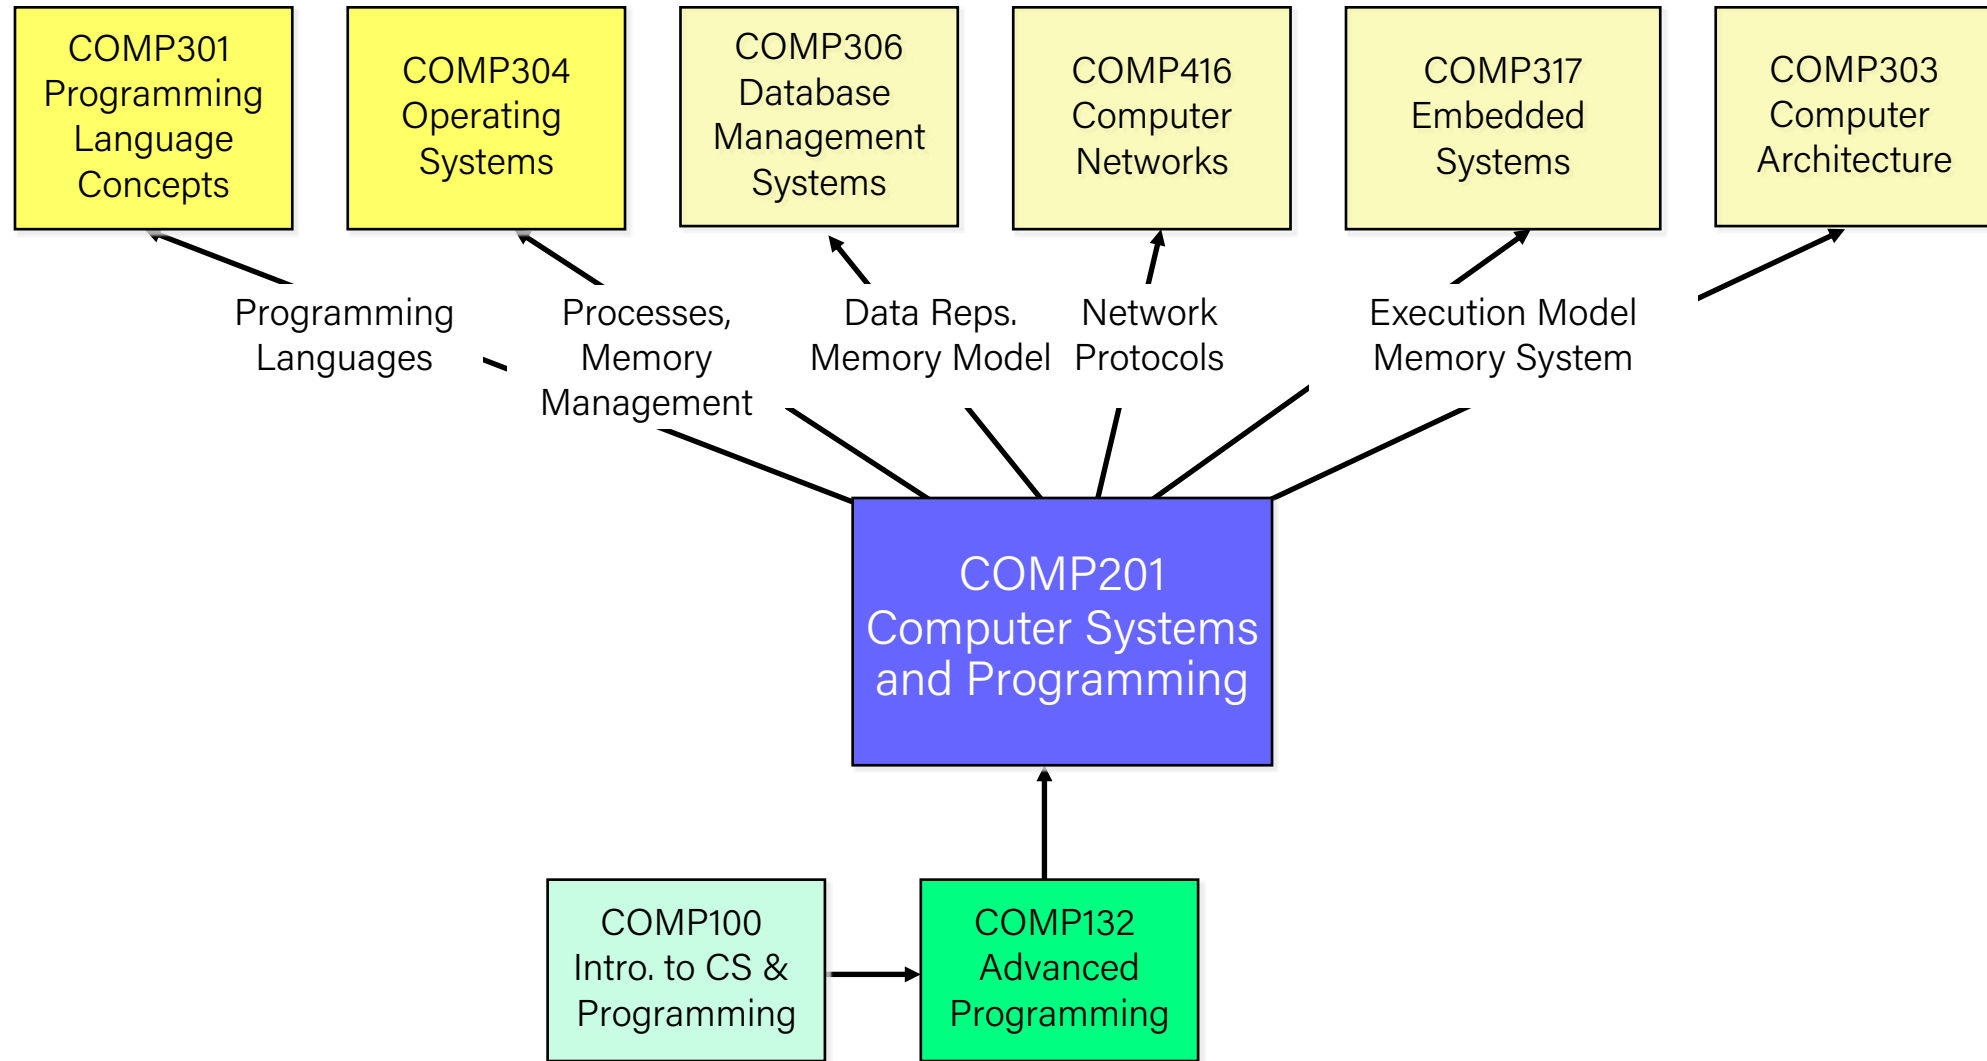 COMP301
Programming
Language
Concepts
COMP304
Operating
Systems
COMP306
Database
Management
Systems
COMP416
Computer
Networks
COMP317
Embedded
Systems
COMP303
Computer
Architecture
Programming
Languages
Processes,
Memory
Management
Data Reps.
Memory Model
Network
Protocols
Execution Model
Memory System
COMP201
Computer Systems
and Programming
COMP100
Intro. to CS &
Programming
COMP132
Advanced
Programming